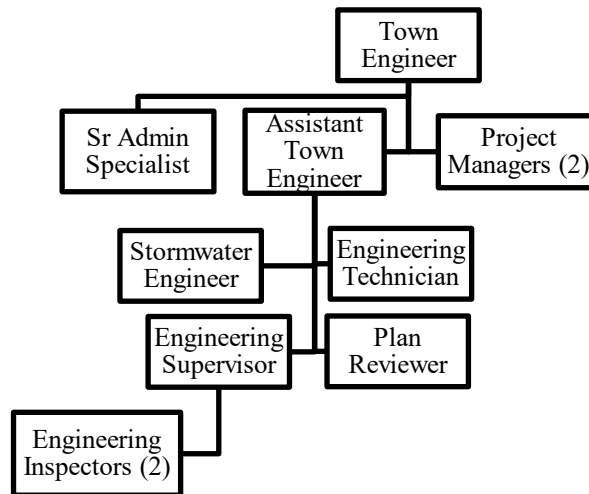 Town
Engineer
Sr Admin
Specialist
Assistant
Town
Engineer
Project
Managers (2)
Stormwater
Engineer
Engineering
Technician
Engineering
Supervisor
Plan
Reviewer
Engineering
Inspectors (2)